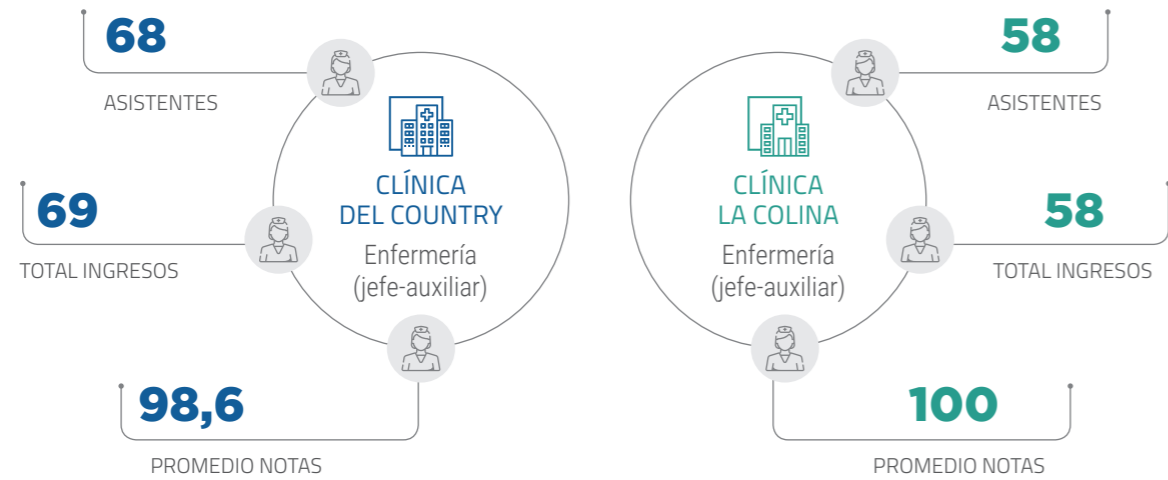 68
ASISTENTES
69
TOTAL INGRESOS
98,6
PROMEDIO NOTAS
CLÍNICA
DEL COUNTRY
Enfermería
(jefe-auxiliar)
CLÍNICA
LA COLINA
Enfermería
(jefe-auxiliar)
58
ASISTENTES
58
TOTAL INGRESOS
100
PROMEDIO NOTAS